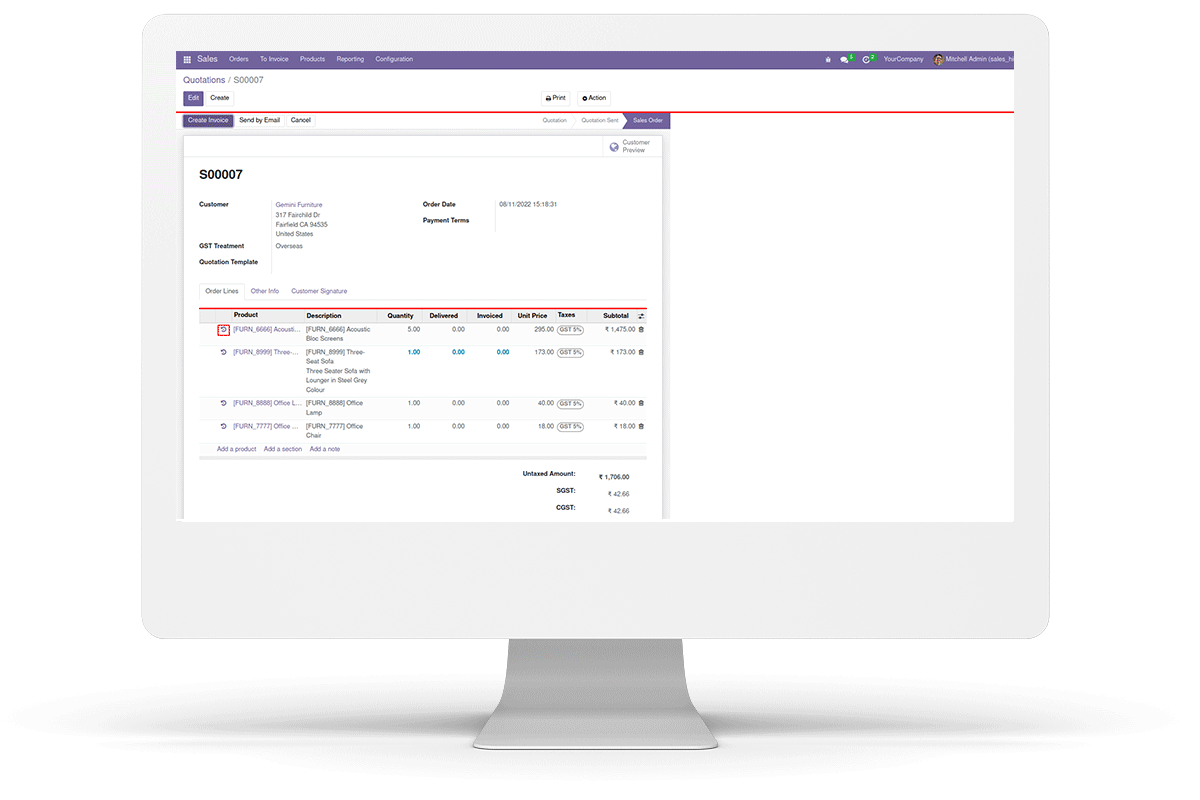 Sales Orders To Invoice Products Reporting Configuration 5 2 YourCompany Mitchell Admin (sales_hi
Quotations / S00007
Edit Create Print Action
Create Invoice Send by Email Cancel Quotation Quotation Sent Sales Order
Customer
Preview
S00007
Customer Gemini Furniture Order Date 08/11/2022 15:18:31
317 Fairchild Dr
Fairfield CA 94535
United States
Payment Terms
GST Treatment Overseas
Quotation Template
Order Lines Other Info Customer Signature
Product Description Quantity Delivered Invoiced Unit Price Taxes Subtotal
[FURN_6666] Acousti... [FURN_6666] Acoustic 5.00 0.00 0.00 295.00 GST 5% ₹ 1,475.00
Bloc Screens
[FURN_8999] Three-... [FURN_8999] Three- 1.00 0.00 0.00 173.00 GST 5% ₹ 173.00
Seat Sofa
Three Seater Sofa with
Lounger in Steel Grey
Colour
[FURN_8888] Office L... [FURN_8888] Office 1.00 0.00 0.00 40.00 GST 5% ₹ 40.00
Lamp
[FURN_7777] Office ... [FURN_7777] Office 1.00 0.00 0.00 18.00 GST 5% ₹ 18.00
Chair
Add a product Add a section Add a note
Untaxed Amount: ₹ 1,706.00
SGST: ₹ 42.66
CGST: ₹ 42.66